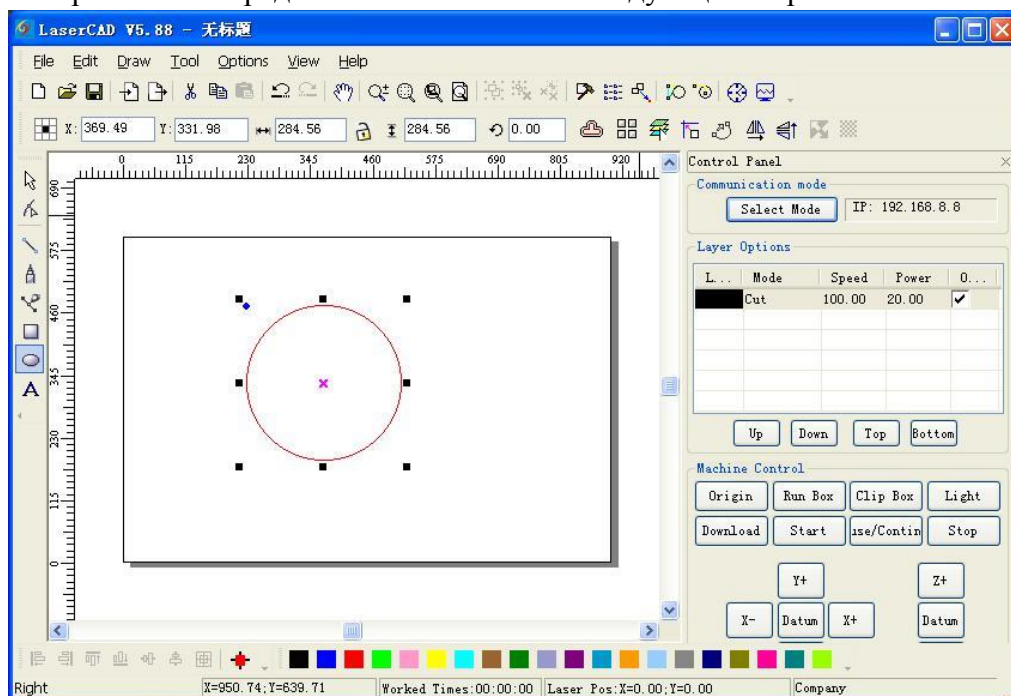 LaserCAD V5.88 - 无标题
File Edit Draw Tool Options View Help
X: 369.49 Y: 331.98 284.56 284.56 0.00
0 115 230 345 460 575 690 805 920
690
575
460
345
230
115
0
Control Panel
Communication mode
Select Mode IP: 192.168.8.8
Layer Options
L... Mode Speed Power O...
Cut 100.00 20.00
Up Down Top Bottom
Machine Control
Origin Run Box Clip Box Light
Download Start use/Contin Stop
Y+ Z+
X- Datum X+ Datum
A
Right X=950.74;Y=639.71 Worked Times:00:00:00 Laser Pos:X=0.00;Y=0.00 Company